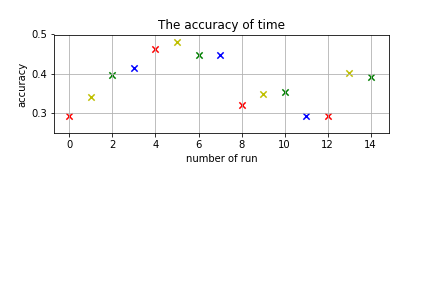 The accuracy of time
0.5
0.4
0.3
accuracy
0 2 4 6 8 10 12 14
number of run